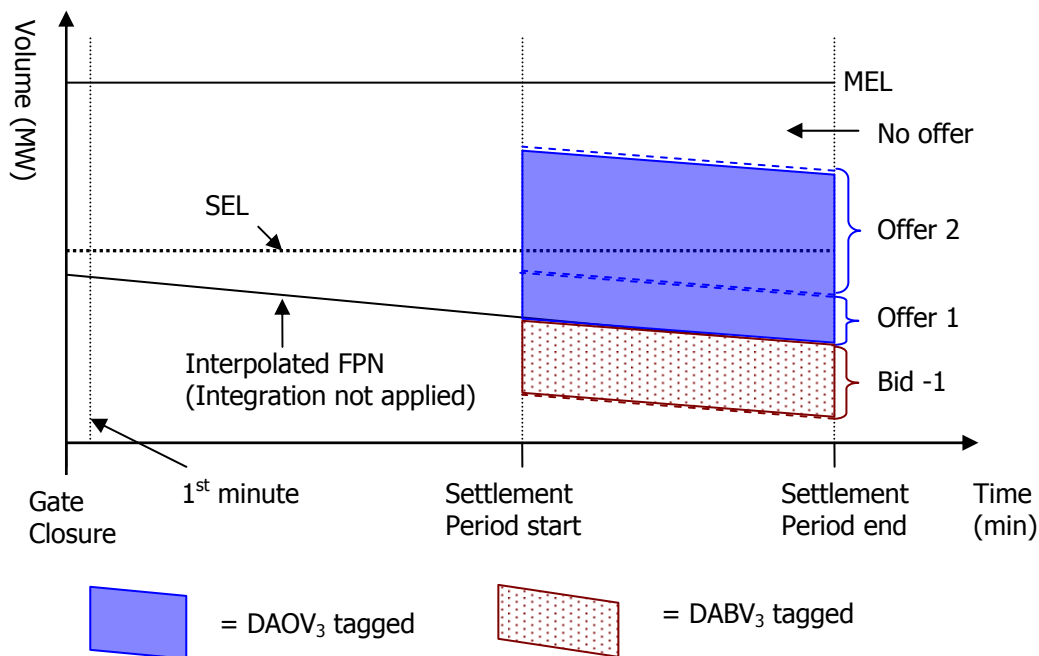 Volume (MW)
MEL
No offer
SEL
Offer 2
Offer 1
Interpolated FPN
(Integration not applied)
Bid -1
Gate
Closure
1st minute
Settlement
Period start
Settlement
Period end
Time
(min)
= DAOV3 tagged
= DABV3 tagged